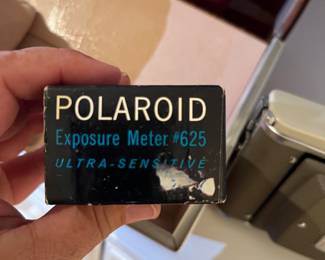 POLAROID
Exposure Meter #625
ULTRA-SENSITIVE